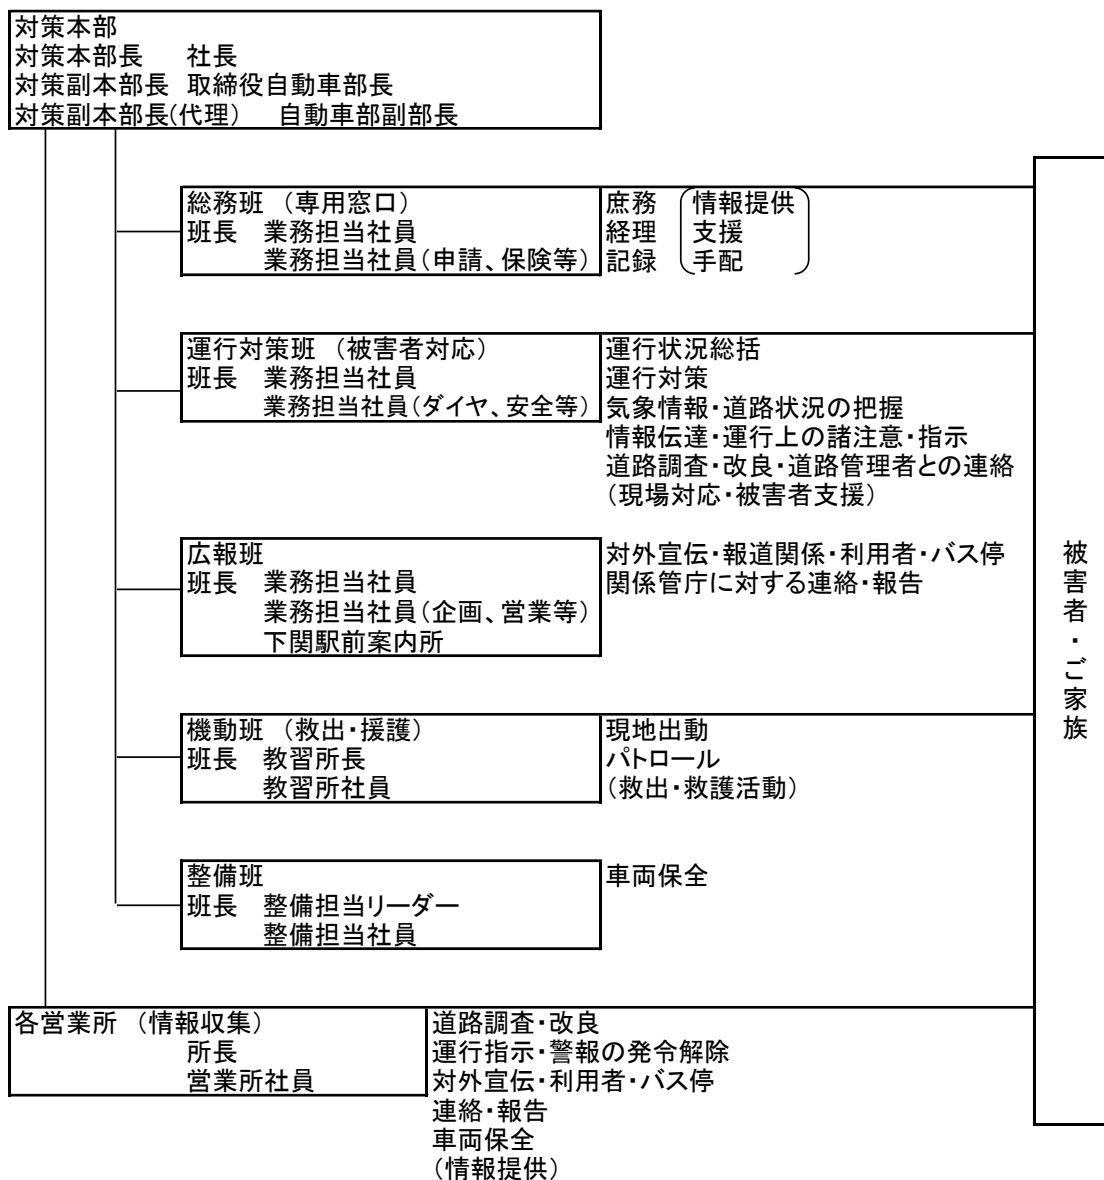 対策本部
対策本部長　社長
対策副本部長　取締役自動車部長
対策副本部長(代理)　自動車部副部長
総務班　（専用窓口）　庶務　情報提供
班長　業務担当社員　経理　支援
業務担当社員(申請、保険等)　記録　手配
運行対策班　（被害者対応）　運行状況総括
班長　業務担当社員　運行対策
業務担当社員(ダイヤ、安全等)　気象情報・道路状況の把握
情報伝達・運行上の諸注意・指示
道路調査・改良・道路管理者との連絡
（現場対応・被害者支援）
広報班　対外宣伝・報道関係・利用者・バス停
班長　業務担当社員　関係管庁に対する連絡・報告
業務担当社員(企画、営業等)
下関駅前案内所
機動班　（救出・援護）　現地出動
班長　教習所長　パトロール
教習所社員　（救出・救護活動）
整備班　車両保全
班長　整備担当リーダー
整備担当社員
各営業所　（情報収集）　道路調査・改良
所長　運行指示・警報の発令解除
営業所社員　対外宣伝・利用者・バス停
連絡・報告
車両保全
（情報提供）
被害者・ご家族